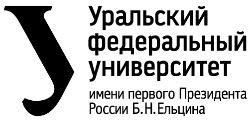 У
Уральский
федеральный
университет
имени первого Президента
России Б.Н.Ельцина